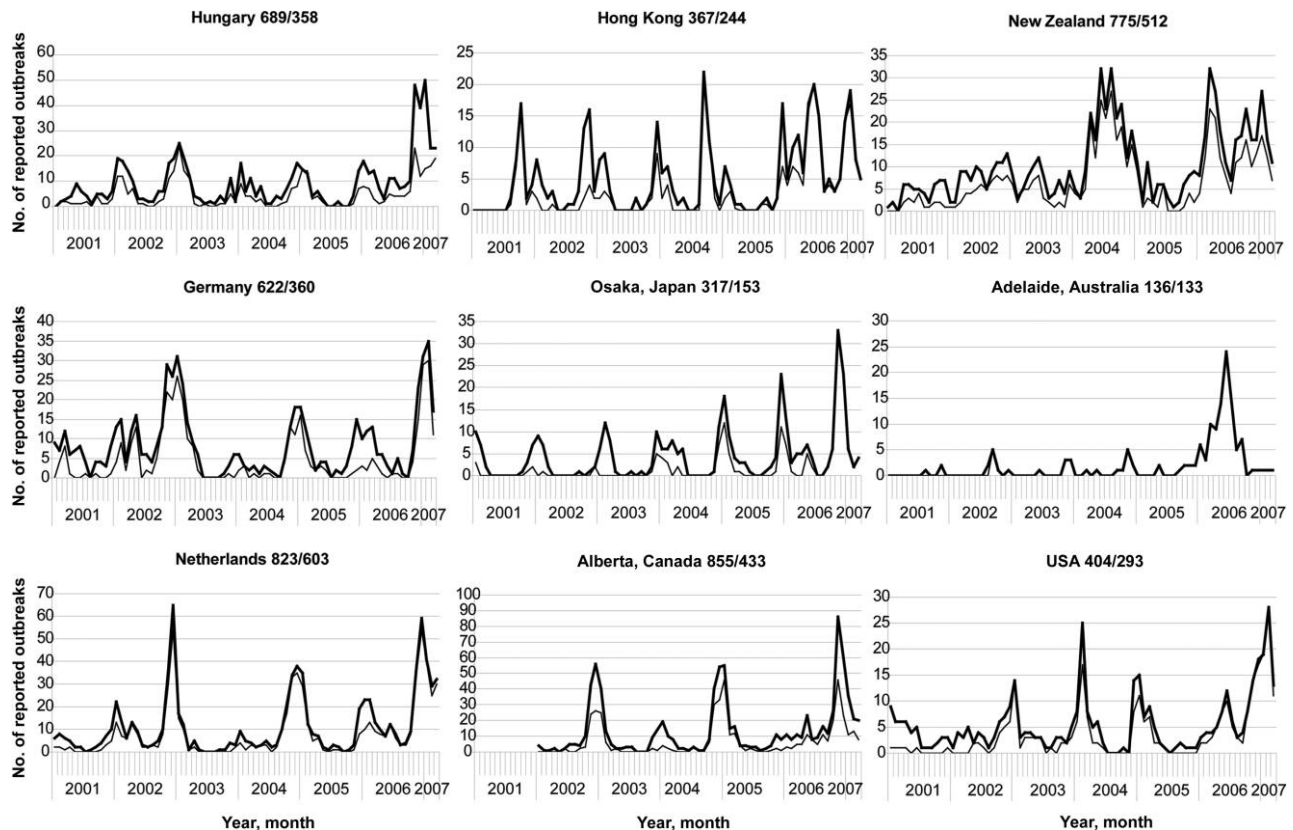 Hungary 689/358
Hong Kong 367/244
New Zealand 775/512
No. of reported outbreaks
60
50
40
30
20
10
0
2001 2002 2003 2004 2005 2006 2007
25
20
15
10
5
0
2001 2002 2003 2004 2005 2006 2007
35
30
25
20
15
10
5
0
2001 2002 2003 2004 2005 2006 2007
Germany 622/360
Osaka, Japan 317/153
Adelaide, Australia 136/133
No. of reported outbreaks
40
35
30
25
20
15
10
5
0
2001 2002 2003 2004 2005 2006 2007
35
30
25
20
15
10
5
0
2001 2002 2003 2004 2005 2006 2007
30
25
20
15
10
5
0
2001 2002 2003 2004 2005 2006 2007
Netherlands 823/603
Alberta, Canada 855/433
USA 404/293
No. of reported outbreaks
70
60
50
40
30
20
10
0
2001 2002 2003 2004 2005 2006 2007
100
90
80
70
60
50
40
30
20
10
0
2001 2002 2003 2004 2005 2006 2007
30
25
20
15
10
5
0
2001 2002 2003 2004 2005 2006 2007
Year, month
Year, month
Year, month